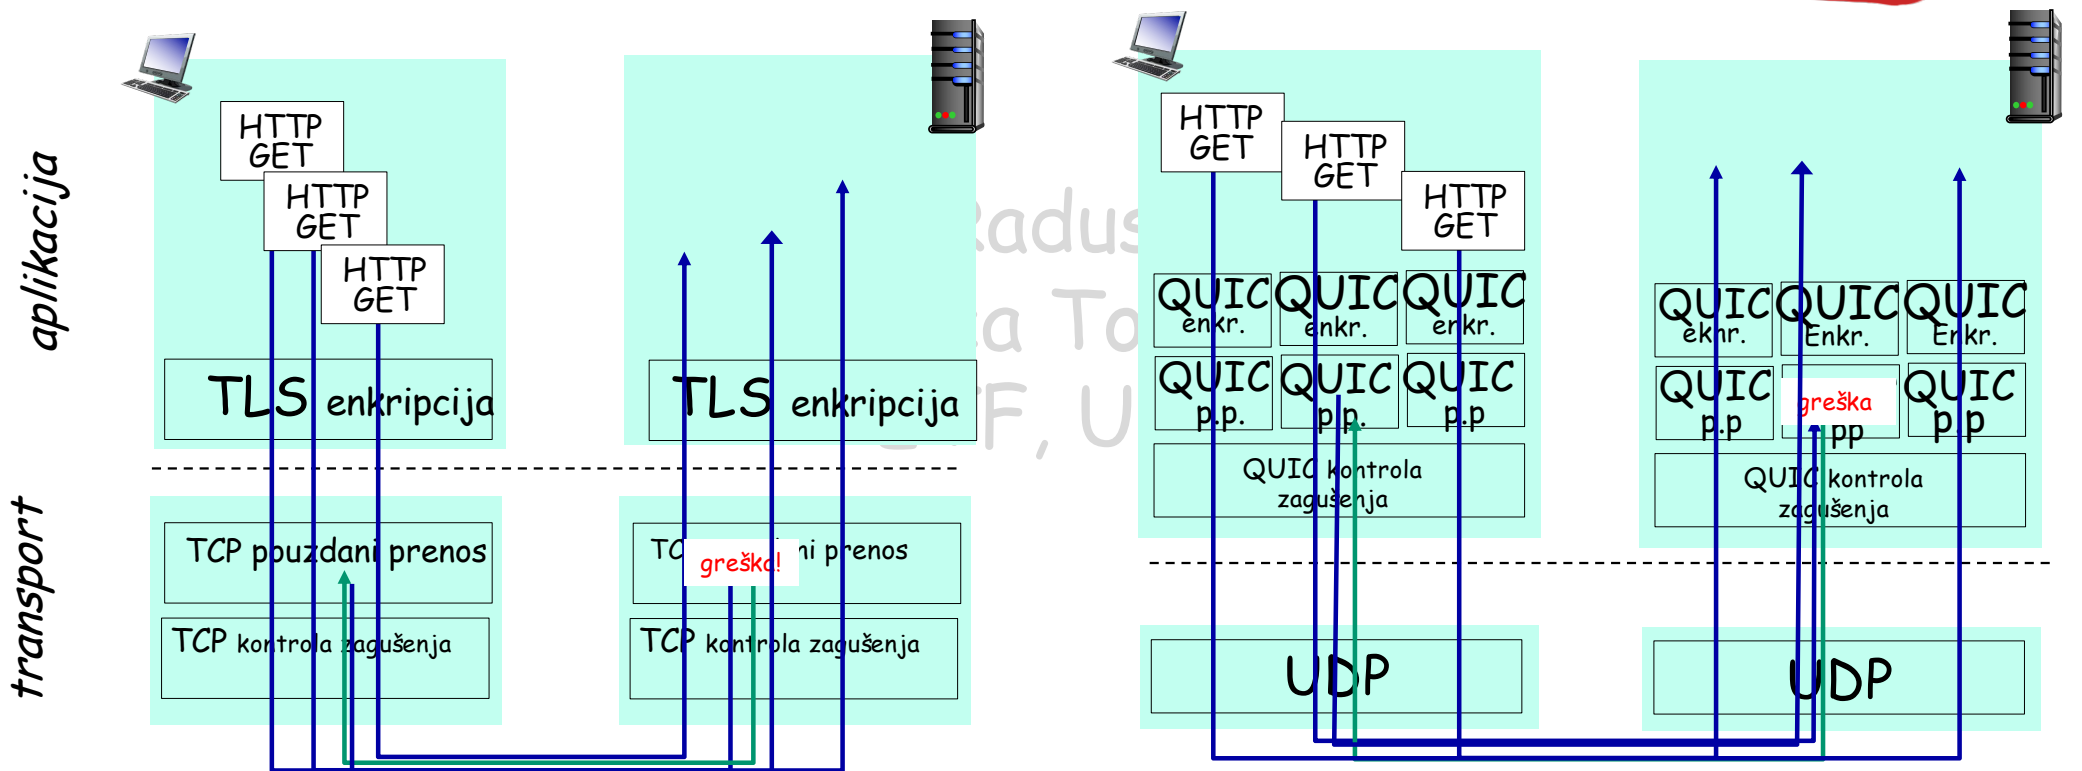 aplikacija
transport
HTTP
GET
HTTP
GET
HTTP
GET
TLS enkripcija
TLS enkripcija
TCP pouzdani prenos
TCP kontrola zagušenja
greška!
prenos
TCP kontrola zagušenja
HTTP
GET
HTTP
GET
HTTP
GET
QUIC
enkr.
QUIC
enkr.
QUIC
enkr.
QUIC
p.p.
QUIC
p.p.
QUIC
p.p
QUIC kontrola
zagušenja
UDP
QUIC
eknr.
QUIC
Enkr.
QUIC
Enkr.
QUIC
p.p
greška
pp
QUIC
p.p
QUIC kontrola
zagušenja
UDP